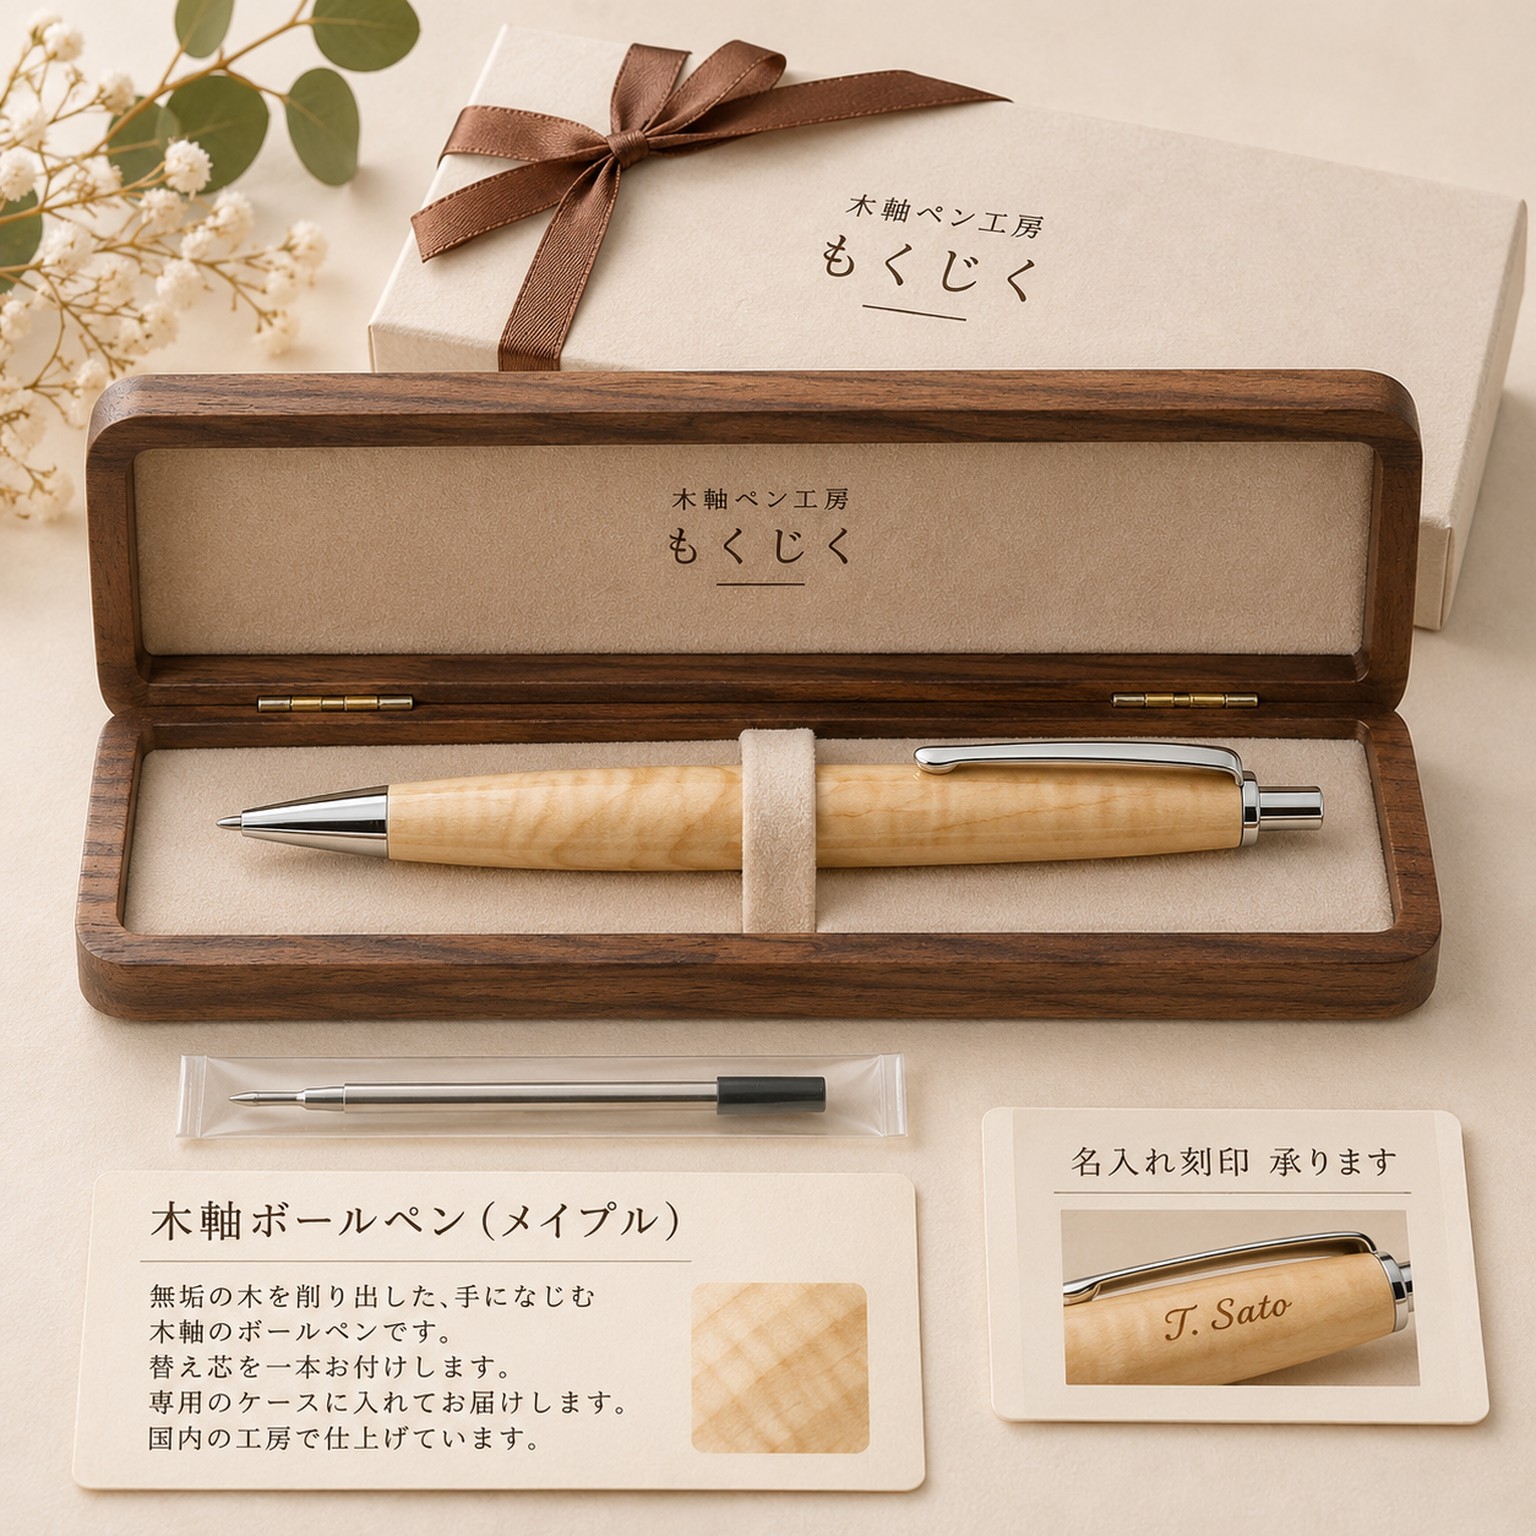 木軸ペン工房
もくじく
木軸ペン工房
もくじく
木軸ボールペン(メイプル)
無垢の木を削り出した、手になじむ
木軸のボールペンです。
替え芯を一本お付けします。
専用のケースに入れてお届けします。
国内の工房で仕上げています。
名入れ刻印 承ります
T. Sato